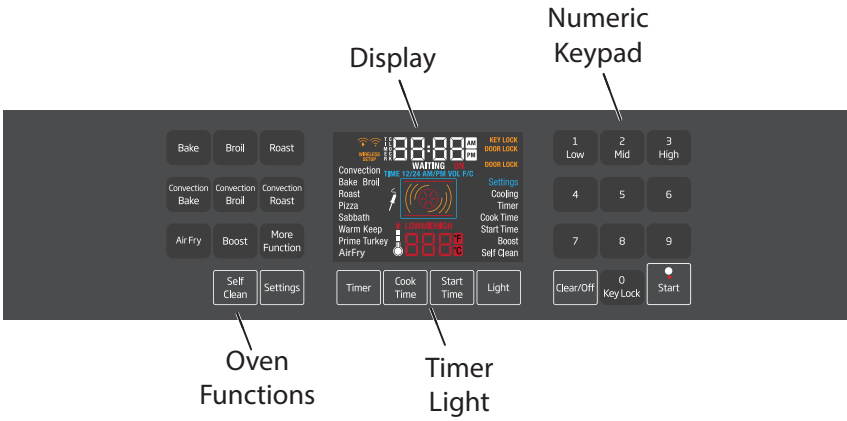 Numeric
Keypad
Display
Bake
Broil
Roast
Convection
Bake
Convection
Broil
Convection
Roast
Air Fry
Boost
More
Function
Self
Clean
Settings
WIRELESS
SETUP
88:88
AM
PM
KEY LOCK
DOOR LOCK
WAITING ON
DOOR LOCK
Convection
TIME 12/24 AM/PM VOL F/C
Bake Broil
Roast
Pizza
Sabbath
Warm Keep
Prime Turkey
AirFry
Settings
Cooling
Timer
Cook Time
Start Time
Boost
Self Clean
888
°F
°C
Timer
Cook
Time
Start
Time
Light
1
Low
2
Mid
3
High
4
5
6
7
8
9
Clear/Off
0
Key Lock
Start
Oven
Functions
Timer
Light